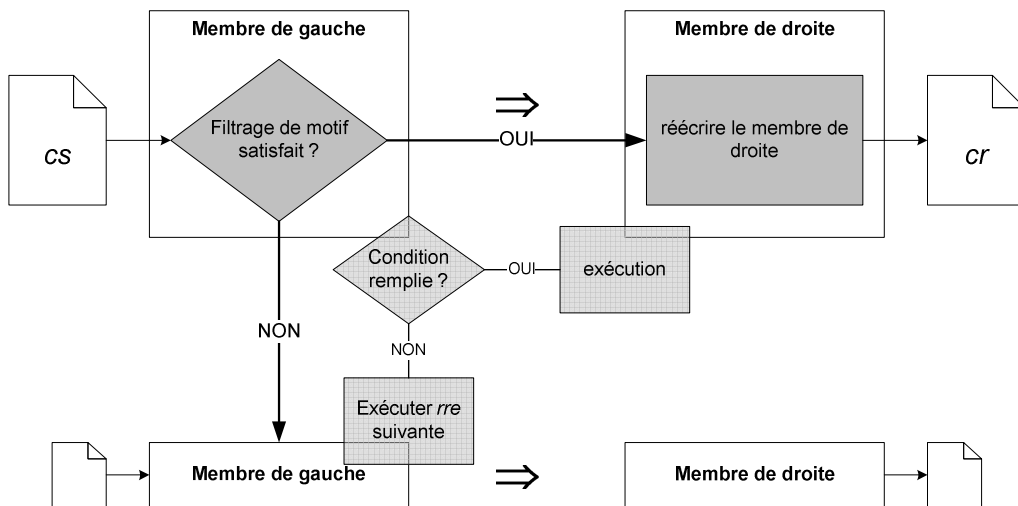 Membre de gauche
Membre de droite
Filtrage de motif
satisfait ?
⇒
OUI
réécrire le membre de
droite
cs
cr
Condition
remplie ?
OUI
exécution
NON
NON
Exécuter rre
suivante
Membre de gauche
⇒
Membre de droite